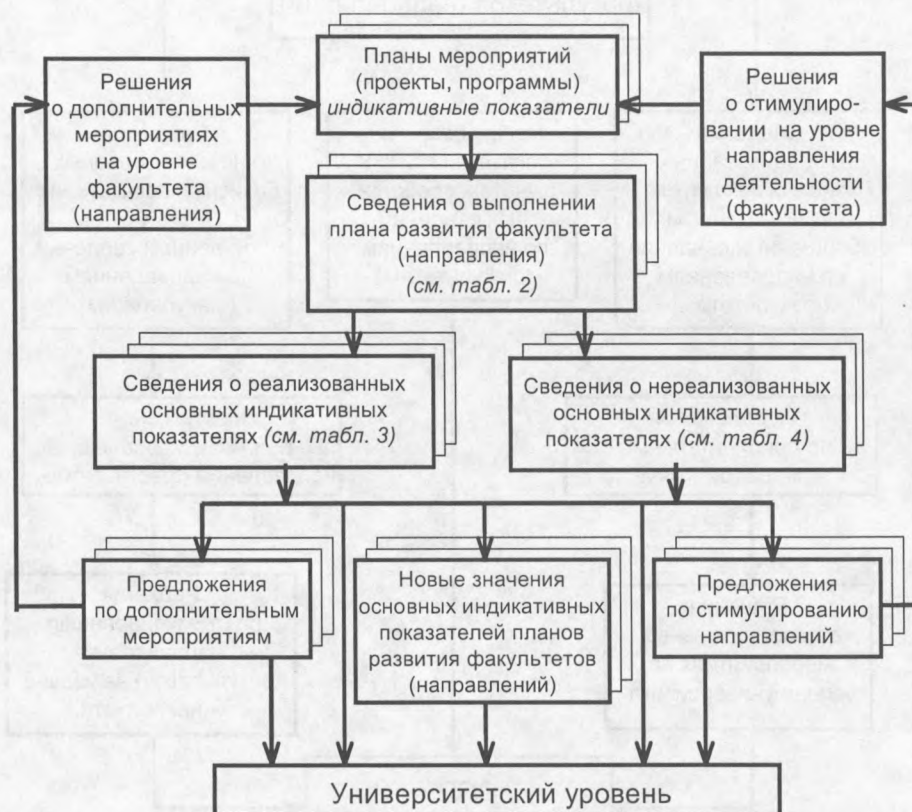 Планы мероприятий
(проекты, программы)
индикативные показатели
Решения
о дополнительных
мероприятиях
на уровне
факультета
(направления)
Решения
о стимулиро-
вании на уровне
направления
деятельности
(факультета)
Сведения о выполнении
плана развития факультета
(направления)
(см. табл. 2)
Сведения о реализованных
основных индикативных
показателях (см. табл. 3)
Сведения о нереализованных
основных индикативных
показателях (см. табл. 4)
Предложения
по дополнительным
мероприятиям
Новые значения
основных индикативных
показателей планов
развития факультетов
(направлений)
Предложения
по стимулированию
направлений
Университетский уровень